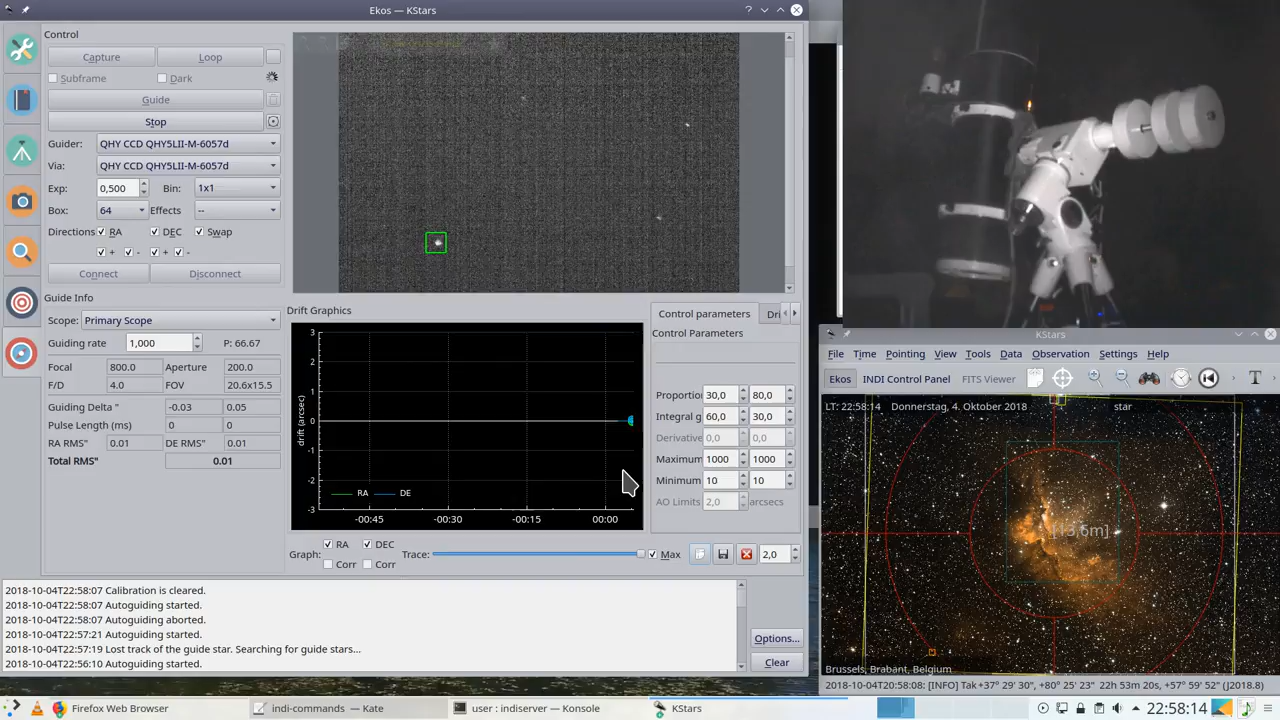 Ekos — KStars
Control
Capture
Loop
Subframe
Dark
Guide
Stop
Guider: QHY CCD QHY5LII-M-6057d
Via: QHY CCD QHY5LII-M-6057d
Exp: 0,500 Bin: 1x1
Box: 64 Effects --
Directions RA DEC Swap
+ - + -
Connect
Disconnect
Guide Info
Scope: Primary Scope
Guiding rate 1,000 P: 66.67
Focal 800.0 Aperture 200.0
F/D 4.0 FOV 20.6x15.5
Guiding Delta " -0.03 0.05
Pulse Length (ms) 0 0
RA RMS" 0.01 DE RMS" 0.01
Total RMS" 0.01
Drift Graphics
drift (arcsec)
3
2
1
0
-1
-2
-3
RA DE
-00:45 -00:30 -00:15 00:00
Graph: RA DEC Trace: Max 2,0
Corr Corr
Control parameters Dri
Control Parameters
Proportio 30,0 80,0
Integral g 60,0 30,0
Derivative 0,0 0,0
Maximum 1000 1000
Minimum 10 10
AO Limits 2,0 arcsecs
2018-10-04T22:58:07 Calibration is cleared.
2018-10-04T22:58:07 Autoguiding started.
2018-10-04T22:58:07 Autoguiding aborted.
2018-10-04T22:57:21 Autoguiding started.
2018-10-04T22:57:19 Lost track of the guide star. Searching for guide stars...
2018-10-04T22:56:10 Autoguiding started.
Options...
Clear
KStars
File Time Pointing View Tools Data Observation Settings Help
Ekos INDI Control Panel FITS Viewer
LT: 22:58:14 Donnerstag, 4. Oktober 2018 star
[13,6m]
Brussels, Brabant, Belgium
2018-10-04T20:58:08: [INFO] Tak +37° 29' 30", +80° 25' 23" 22h 53m 20s, +57° 59' 52" (J2018.8)
Firefox Web Browser
indi-commands — Kate
user : indiserver — Konsole
KStars
22:58:14